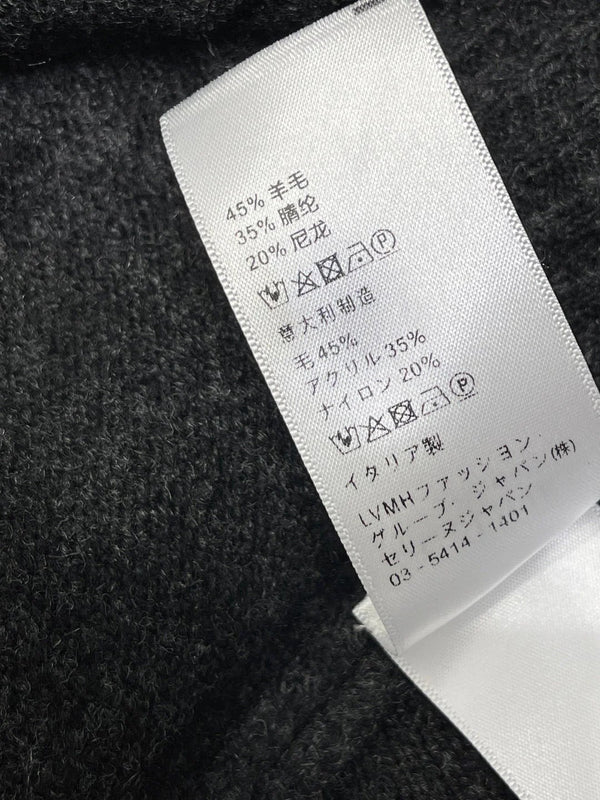 45% 羊毛
35% 腈纶
20% 尼龙
P
意大利制造
毛 45%
アクリル 35%
ナイロン 20%
P
イタリア製
LVMHファッション
グループ・ジャパン(株)
セリーヌジャパン
03-5414-1401